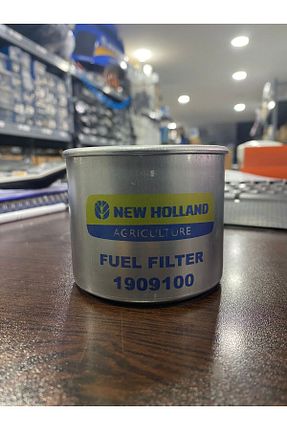 NEW HOLLAND
AGRICULTURE
FUEL FILTER
1909100